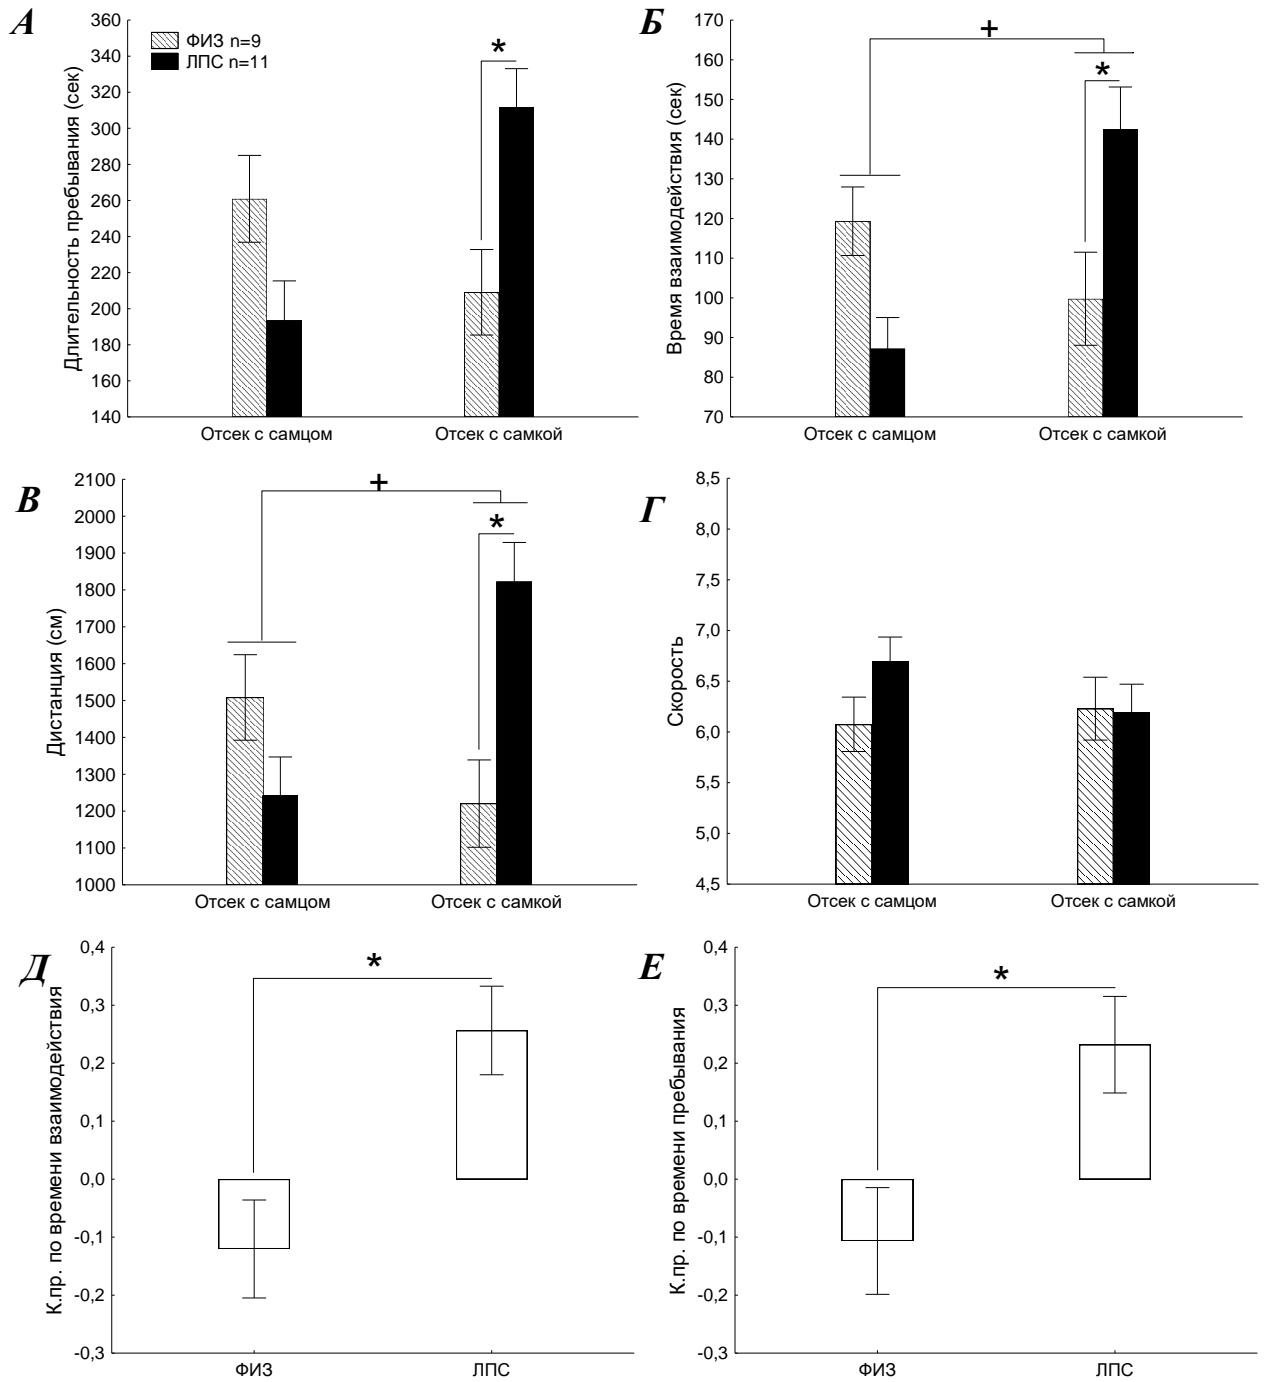 А
Длительность пребывания (сек)
360
340
320
300
280
260
240
220
200
180
160
140
ФИЗ n=9
ЛПС n=11
*
Отсек с самцом
Отсек с самкой
Б
Время взаимодействия (сек)
170
160
150
140
130
120
110
100
90
80
70
+
*
Отсек с самцом
Отсек с самкой
В
Дистанция (см)
2100
2000
1900
1800
1700
1600
1500
1400
1300
1200
1100
1000
+
*
Отсек с самцом
Отсек с самкой
Г
Скорость
8,5
8,0
7,5
7,0
6,5
6,0
5,5
5,0
4,5
Отсек с самцом
Отсек с самкой
Д
К.пр. по времени взаимодействия
0,4
0,3
0,2
0,1
0,0
-0,1
-0,2
-0,3
*
ФИЗ
ЛПС
Е
К.пр. по времени пребывания
0,4
0,3
0,2
0,1
0,0
-0,1
-0,2
-0,3
*
ФИЗ
ЛПС